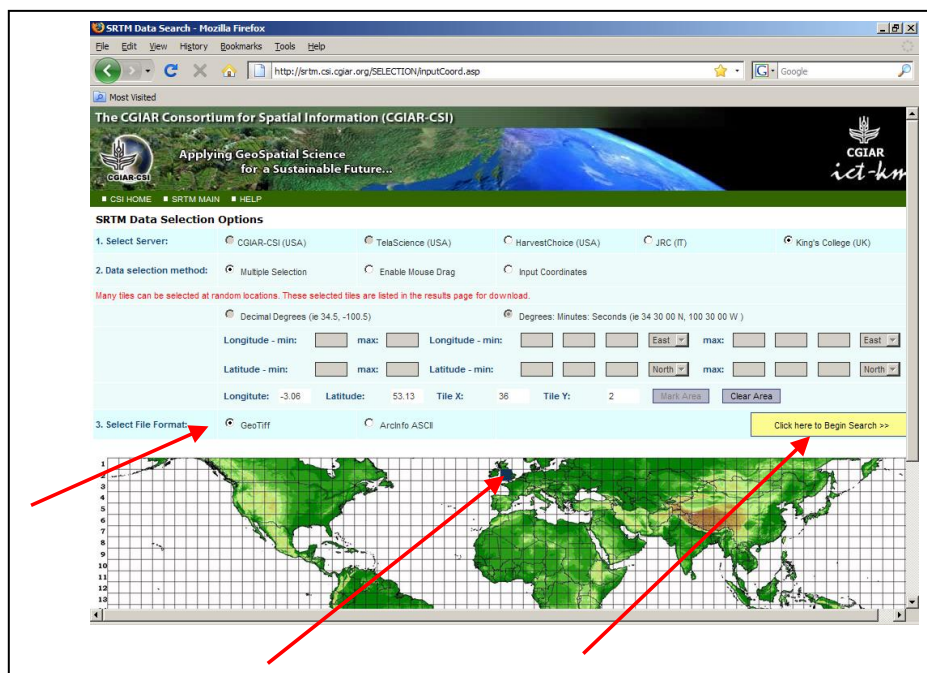 SRTM Data Search - Mozilla Firefox
File Edit View History Bookmarks Tools Help
http://srtm.csi.cgiar.org/SELECTION/inputCoord.asp
G Google
Most Visited
The CGIAR Consortium for Spatial Information (CGIAR-CSI)
Applying GeoSpatial Science
for a Sustainable Future...
CGIAR-CSI
CGIAR
ict-km
CSI HOME SRTM MAIN HELP
SRTM Data Selection Options
1. Select Server: CGIAR-CSI (USA) TelaScience (USA) HarvestChoice (USA) JRC (IT) King's College (UK)
2. Data selection method: Multiple Selection Enable Mouse Drag Input Coordinates
Many tiles can be selected at random locations. These selected tiles are listed in the results page for download.
Decimal Degrees (ie 34.5, -100.5) Degrees: Minutes: Seconds (ie 34 30 00 N, 100 30 00 W )
Longitude - min: max: Longitude - min: East max: East
Latitude - min: max: Latitude - min: North max: North
Longitute: -3.06 Latitude: 53.13 Tile X: 36 Tile Y: 2 Mark Area Clear Area
3. Select File Format: GeoTiff ArcInfo ASCII Click here to Begin Search >>
1
3
4
5
6
7
8
9
10
11
12
13